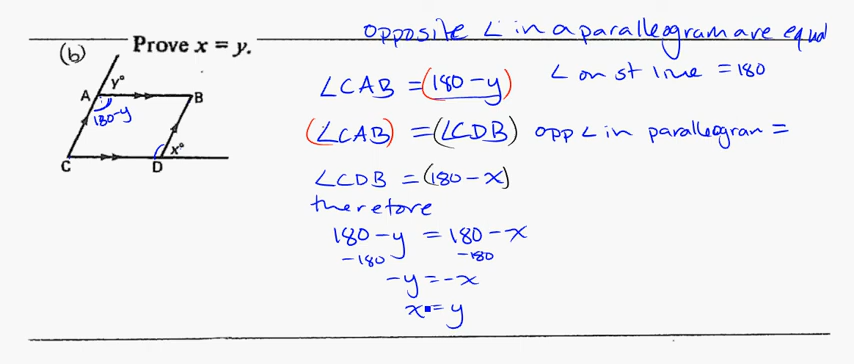 opposite ∠ in a parallelogram are equal
(b) Prove x = y.
y°
A
B
180-y
C
D
x°
∠CAB = (180-y) ∠ on st line = 180
(∠CAB) = (∠CDB) opp ∠ in parallelogran =
∠CDB = (180-x)
therefore
180-y = 180-x
-180 -180
-y = -x
x = y